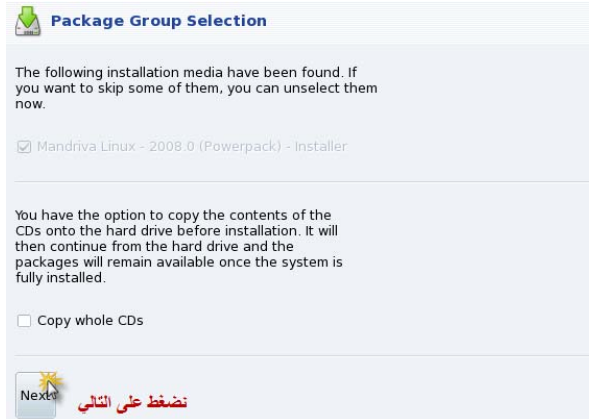 Package Group Selection
The following installation media have been found. If
you want to skip some of them, you can unselect them
now.
Mandriva Linux - 2008.0 (Powerpack) - Installer
You have the option to copy the contents of the
CDs onto the hard drive before installation. It will
then continue from the hard drive and the
packages will remain available once the system is
fully installed.
Copy whole CDs
Next
نضغط على التالي